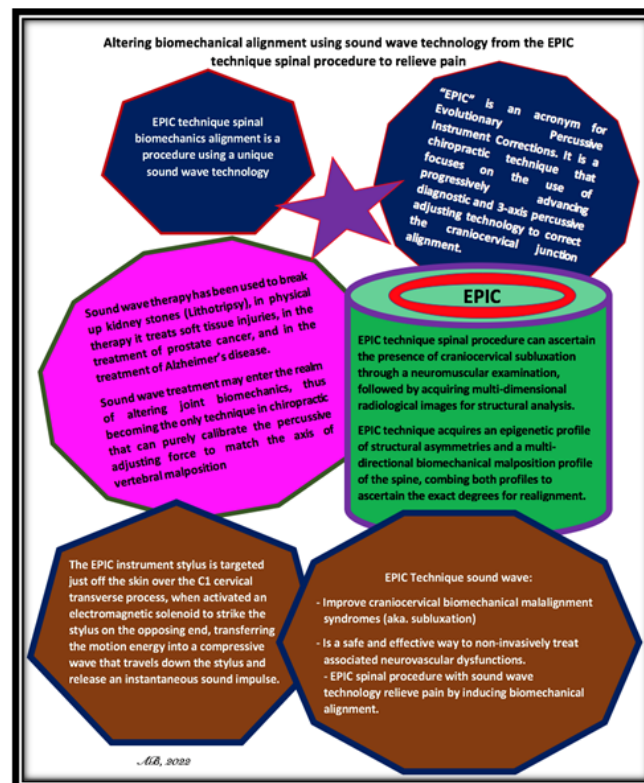 Altering biomechanical alignment using sound wave technology from the EPIC
technique spinal procedure to relieve pain
EPIC technique spinal
biomechanics alignment is a
procedure using a unique
sound wave technology
"EPIC" is an acronym for
Evolutionary Percussive
Instrument Corrections. It is a
chiropractic technique that
focuses on the use of
progressively advancing
diagnostic and 3-axis percussive
adjusting technology to correct
the craniocervical junction
alignment.
Sound wave therapy has been used to break
up kidney stones (Lithotripsy), in physical
therapy it treats soft tissue injuries, in the
treatment of prostate cancer, and in the
treatment of Alzheimer's disease.
Sound wave treatment may enter the realm
of altering joint biomechanics, thus
becoming the only technique in chiropractic
that can purely calibrate the percussive
adjusting force to match the axis of
vertebral malposition
EPIC
EPIC technique spinal procedure can ascertain
the presence of craniocervical subluxation
through a neuromuscular examination,
followed by acquiring multi-dimensional
radiological images for structural analysis.
EPIC technique acquires an epigenetic profile
of structural asymmetries and a multi-
directional biomechanical malposition profile
of the spine, combing both profiles to
ascertain the exact degrees for realignment.
The EPIC instrument stylus is targeted
just off the skin over the C1 cervical
transverse process, when activated an
electromagnetic solenoid to strike the
stylus on the opposing end, transferring
the motion energy into a compressive
wave that travels down the stylus and
release an instantaneous sound impulse.
EPIC Technique sound wave:
- Improve craniocervical biomechanical malalignment
syndromes (aka. subluxation)
- Is a safe and effective way to non-invasively treat
associated neurovascular dysfunctions.
- EPIC spinal procedure with sound wave
technology relieve pain by inducing biomechanical
alignment.
2022